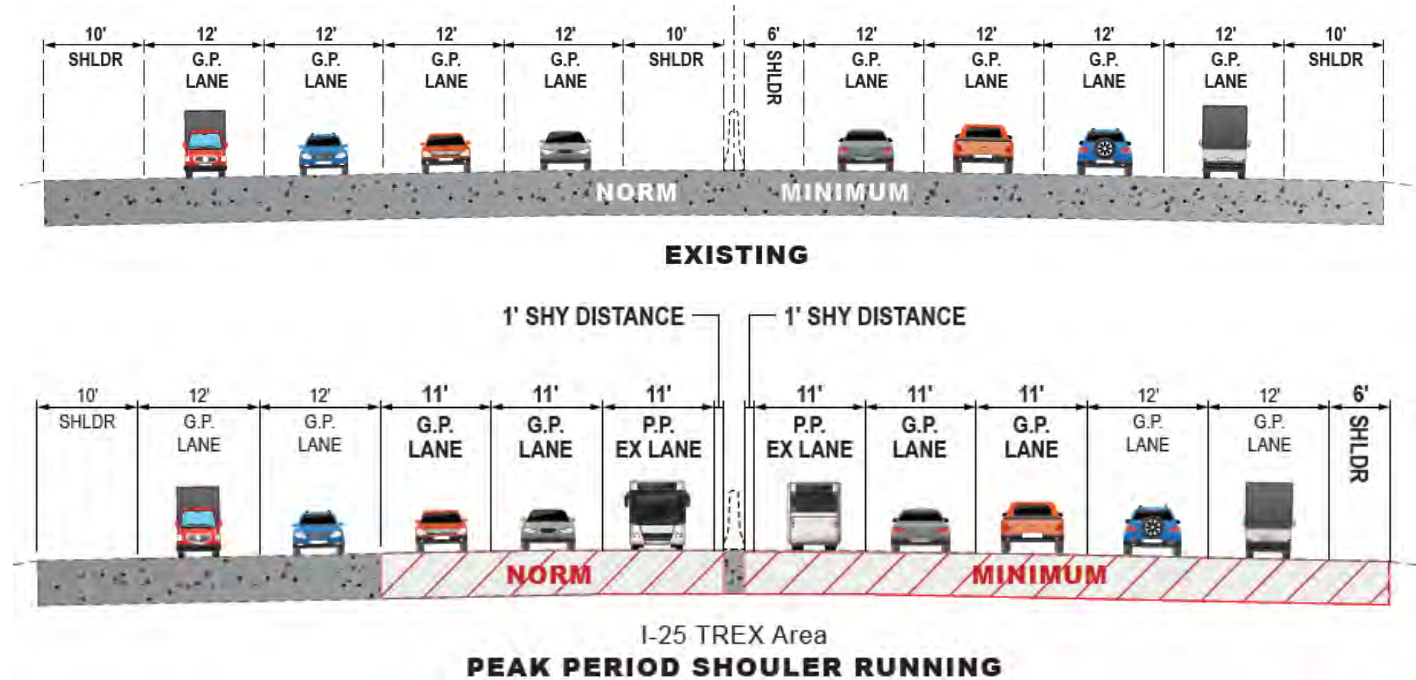 10' 12' 12' 12' 12' 10' 6' 12' 12' 12' 12' 10'
SHLDR G.P. G.P. G.P. G.P. SHLDR SHLDR G.P. G.P. G.P. G.P. SHLDR
LANE LANE LANE LANE LANE LANE LANE LANE
NORM MINIMUM
EXISTING
1' SHY DISTANCE 1' SHY DISTANCE
10' 12' 12' 11' 11' 11' 11' 11' 11' 12' 12' 6'
SHLDR G.P. G.P. G.P. G.P. P.P. P.P. G.P. G.P. G.P. G.P. SHLDR
LANE LANE LANE LANE EX LANE EX LANE LANE LANE LANE LANE
NORM MINIMUM
I-25 TREX Area
PEAK PERIOD SHOULER RUNNING